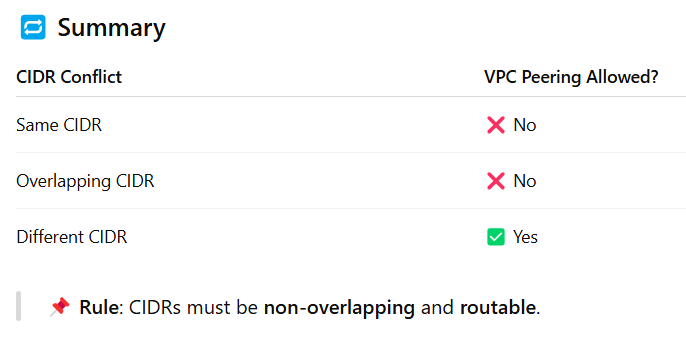 🔁 Summary
CIDR Conflict VPC Peering Allowed?
Same CIDR ❌ No
Overlapping CIDR ❌ No
Different CIDR ✅ Yes
📌 Rule: CIDRs must be non-overlapping and routable.